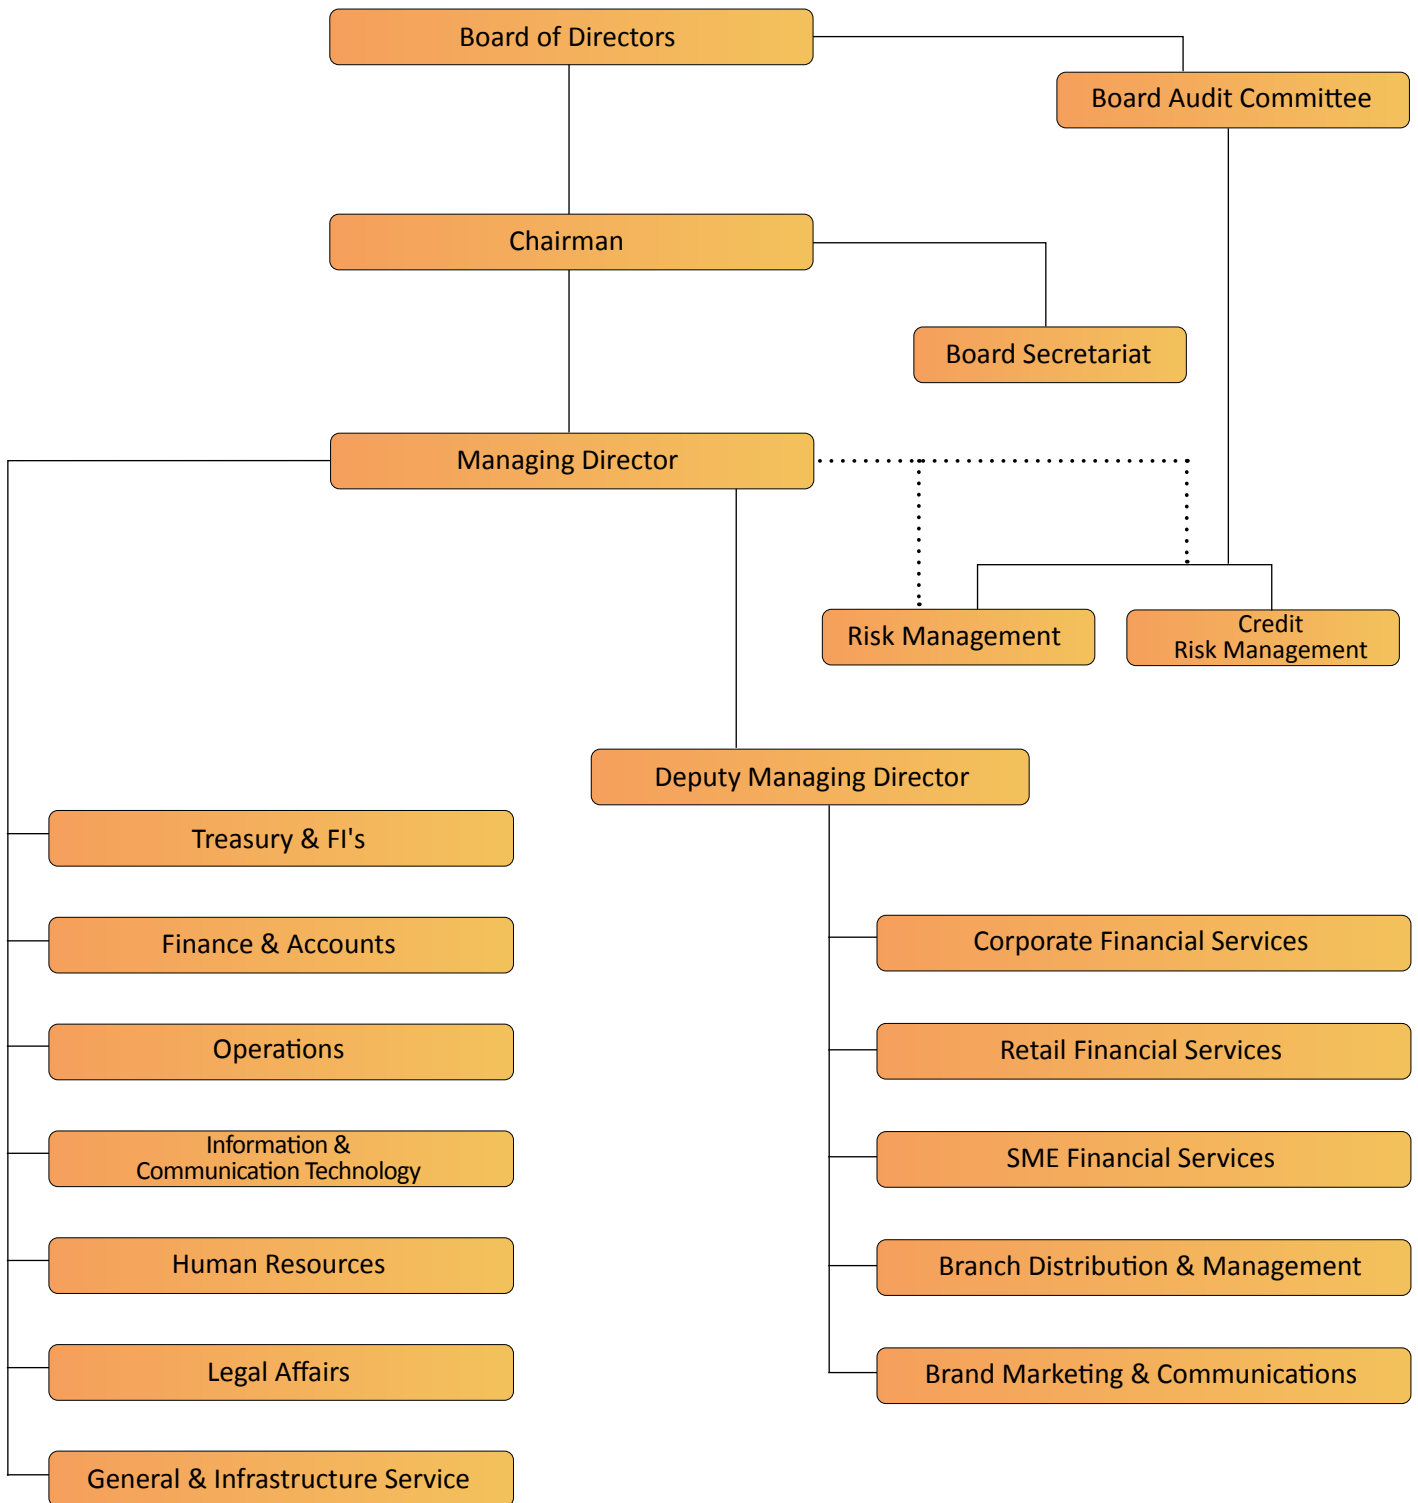 Board of Directors
Board Audit Committee
Chairman
Board Secretariat
Managing Director
Risk Management
Credit
Risk Management
Deputy Managing Director
Treasury & FI's
Finance & Accounts
Operations
Information &
Communication Technology
Human Resources
Legal Affairs
General & Infrastructure Service
Corporate Financial Services
Retail Financial Services
SME Financial Services
Branch Distribution & Management
Brand Marketing & Communications